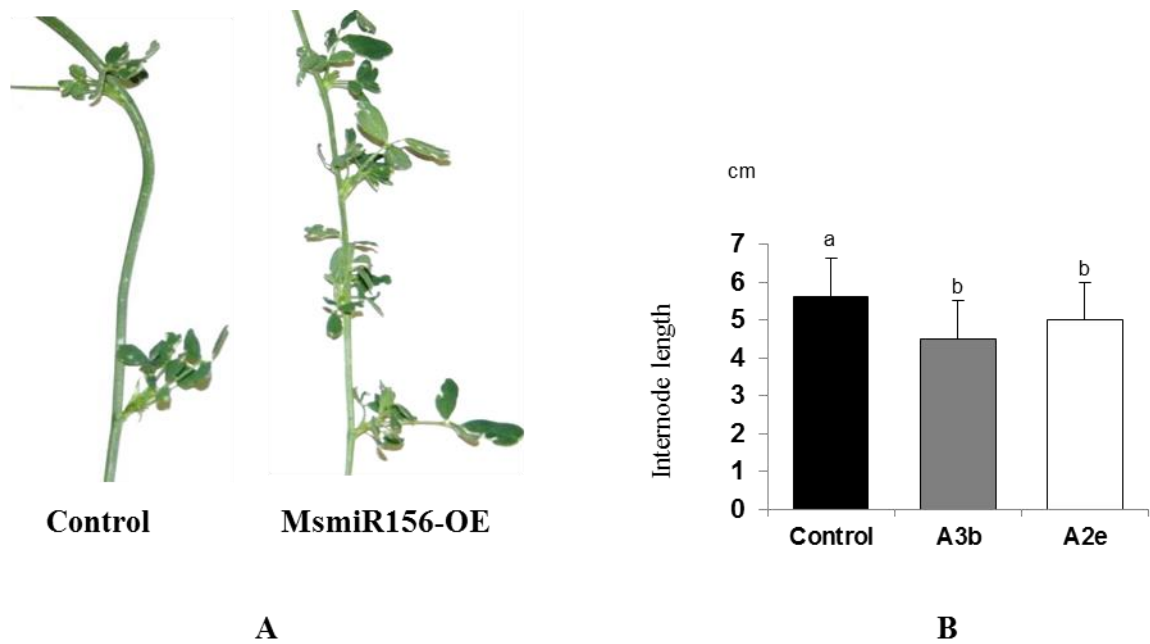 Control
MsmiR156-OE
A
cm
Internode length
7
6
5
4
3
2
1
0
a
b
b
Control
A3b
A2e
B